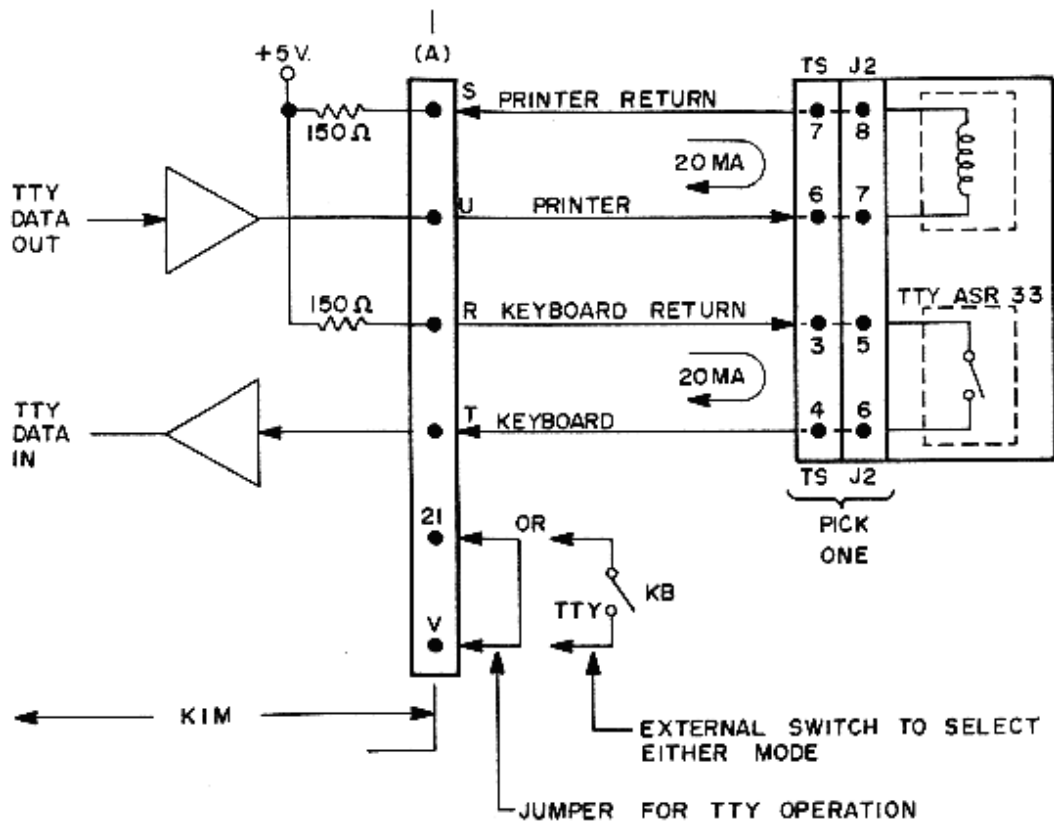 (A)
+5V.
TS J2
S
PRINTER RETURN
7 8
150Ω
20 MA
TTY
DATA
OUT
U
PRINTER
6 7
150Ω
R
KEYBOARD RETURN
3 5
TTY ASR 33
20MA
TTY
DATA
IN
T
KEYBOARD
4 6
TS J2
PICK
ONE
21
OR
KB
TTY
V
KIM
EXTERNAL SWITCH TO SELECT
EITHER MODE
JUMPER FOR TTY OPERATION